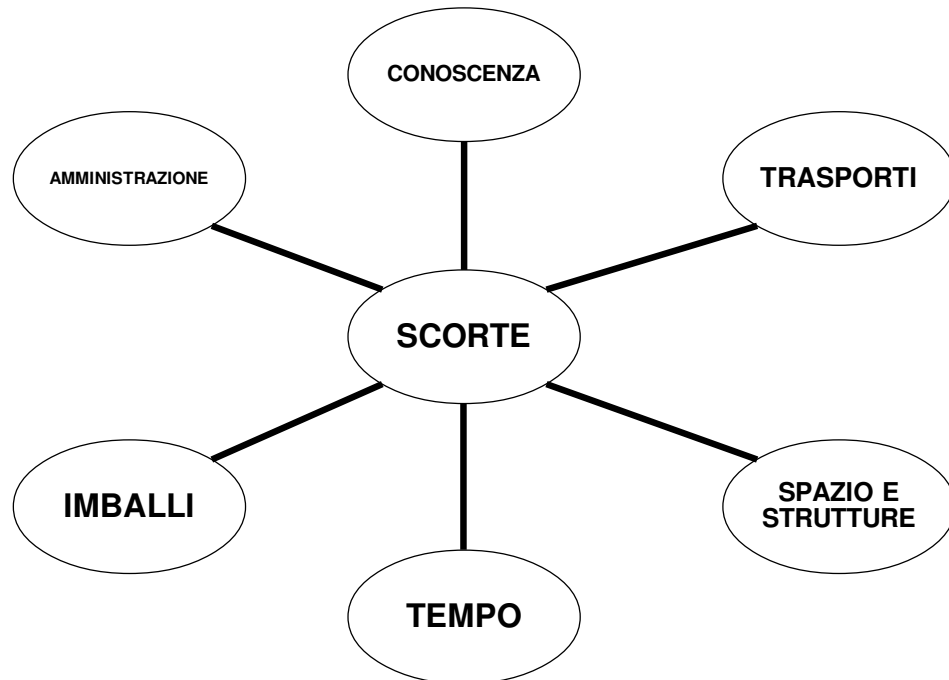 CONOSCENZA
AMMINISTRAZIONE
TRASPORTI
SCORTE
IMBALLI
SPAZIO E
STRUTTURE
TEMPO